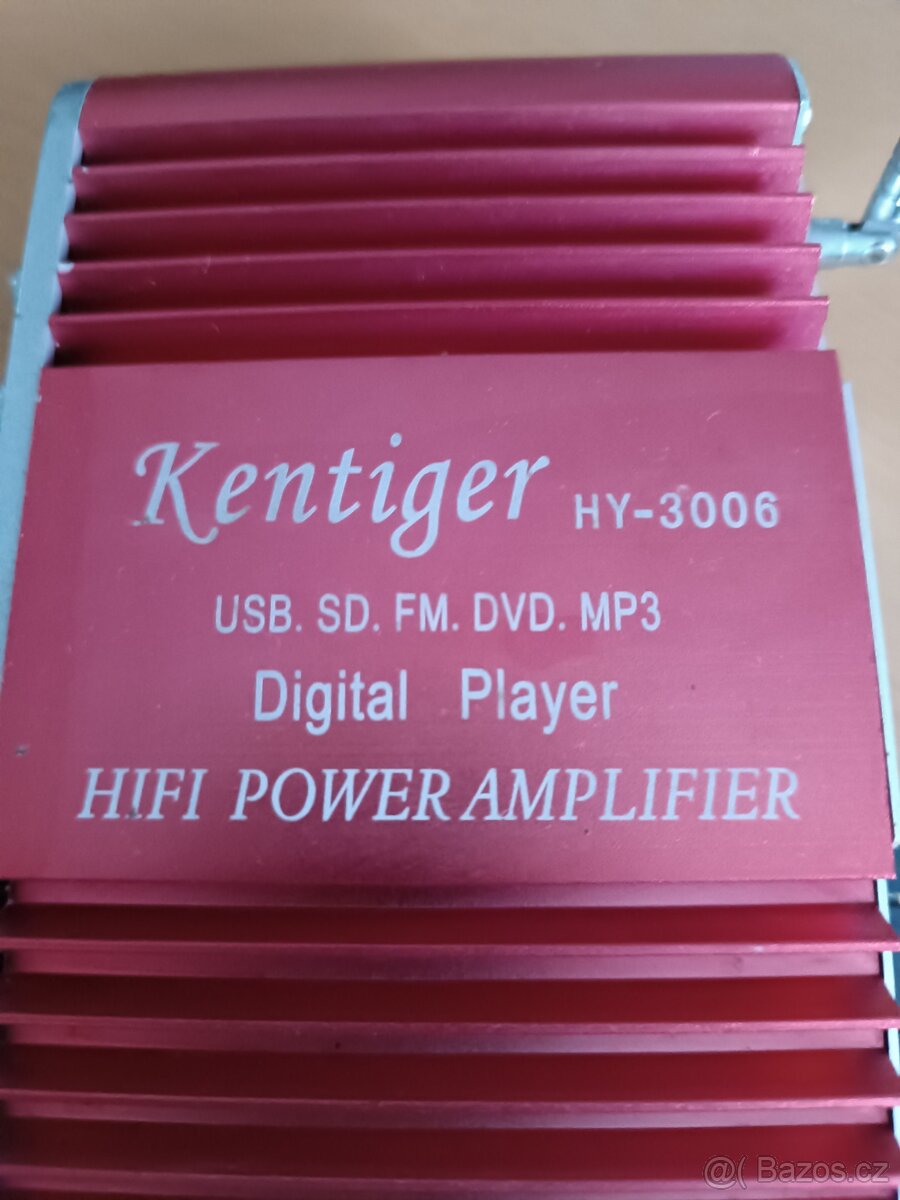 Kentiger HY-3006
USB. SD. FM. DVD. MP3
Digital Player
HIFI POWER AMPLIFIER
@( Bazos.cz